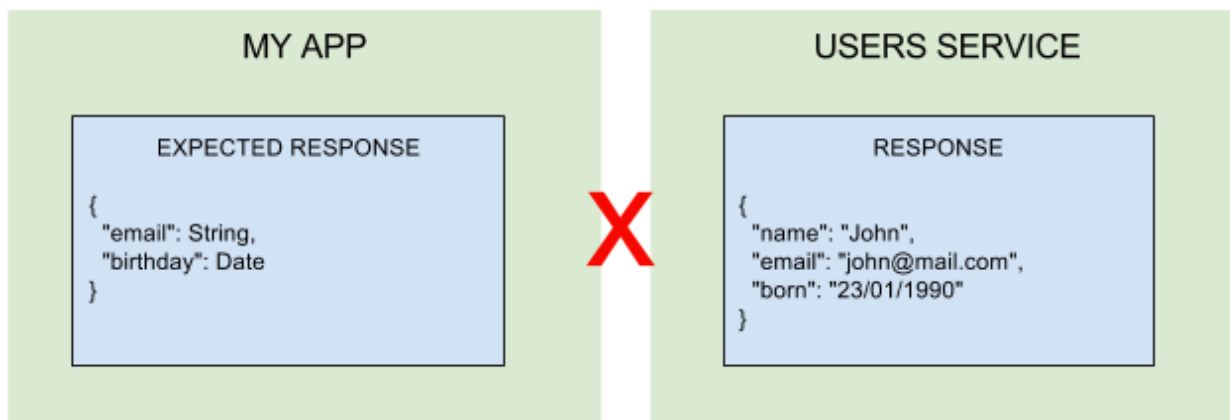 MY APP
EXPECTED RESPONSE
{
"email": String,
"birthday": Date
}
X
USERS SERVICE
RESPONSE
{
"name": "John",
"email": "john@mail.com",
"born": "23/01/1990"
}